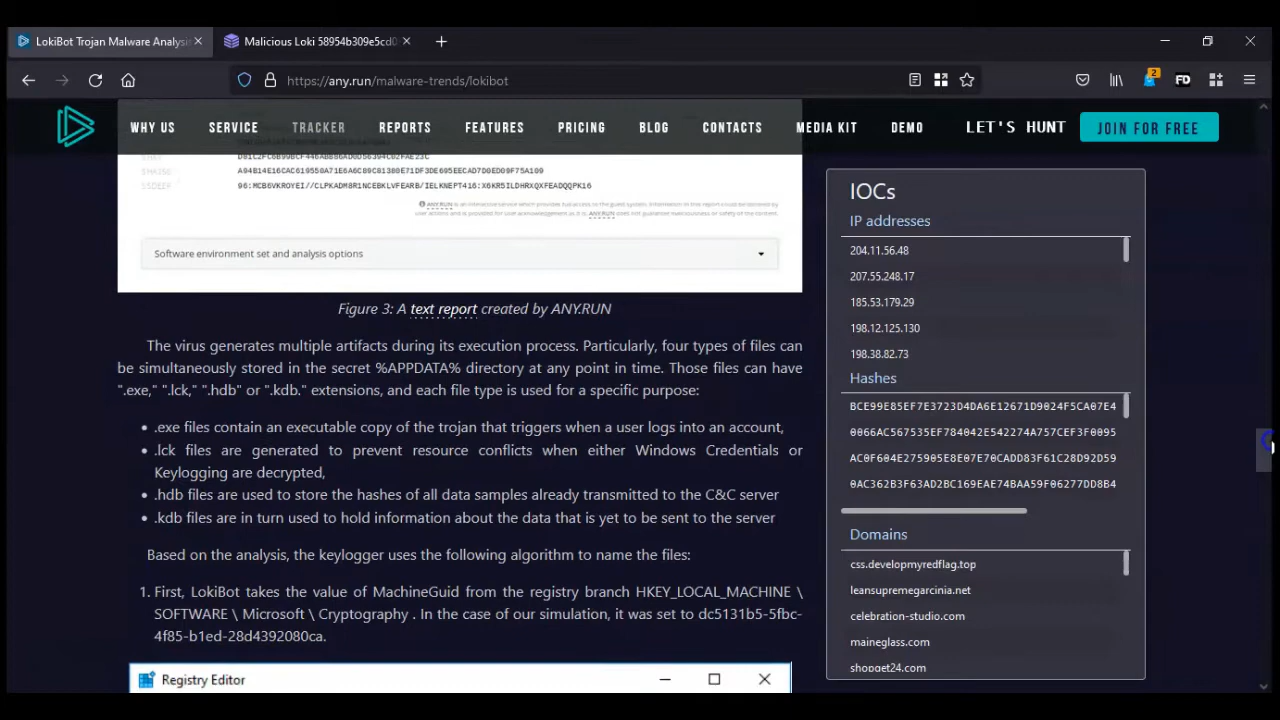 LokiBot Trojan Malware Analysis
Malicious Loki 58954b309e5cd0
https://any.run/malware-trends/lokibot
2
FD
WHY US
SERVICE
TRACKER
REPORTS
FEATURES
PRICING
BLOG
CONTACTS
MEDIA KIT
DEMO
LET'S HUNT
JOIN FOR FREE
SSDEEP
96:MCB6VKROYEI//CLPKADM8R1NCEBKLVFEARB/IELKNEPT416:X6KR5ILDHRXQXFEADQQPK16
Software environment set and analysis options
Figure 3: A text report created by ANY.RUN
The virus generates multiple artifacts during its execution process. Particularly, four types of files can
be simultaneously stored in the secret %APPDATA% directory at any point in time. Those files can have
".exe," ".lck," ".hdb" or ".kdb." extensions, and each file type is used for a specific purpose:
• .exe files contain an executable copy of the trojan that triggers when a user logs into an account,
• .lck files are generated to prevent resource conflicts when either Windows Credentials or
Keylogging are decrypted,
• .hdb files are used to store the hashes of all data samples already transmitted to the C&C server
• .kdb files are in turn used to hold information about the data that is yet to be sent to the server
Based on the analysis, the keylogger uses the following algorithm to name the files:
1. First, LokiBot takes the value of MachineGuid from the registry branch HKEY_LOCAL_MACHINE \
SOFTWARE \ Microsoft \ Cryptography . In the case of our simulation, it was set to dc5131b5-5fbc-
4f85-b1ed-28d4392080ca.
Registry Editor
IOCs
IP addresses
204.11.56.48
207.55.248.17
185.53.179.29
198.12.125.130
198.38.82.73
Hashes
BCE99E85EF7E3723D4DA6E12671D9024F5CA07E4
0066AC567535EF784042E542274A757CEF3F0095
AC0F604E275905E8E07E70CADD83F61C28D92D59
0AC362B3F63AD2BC169EAE74BAA59F06277DD8B4
Domains
css.developmyredflag.top
leansupremegarcinia.net
celebration-studio.com
maineglass.com
shopget24.com